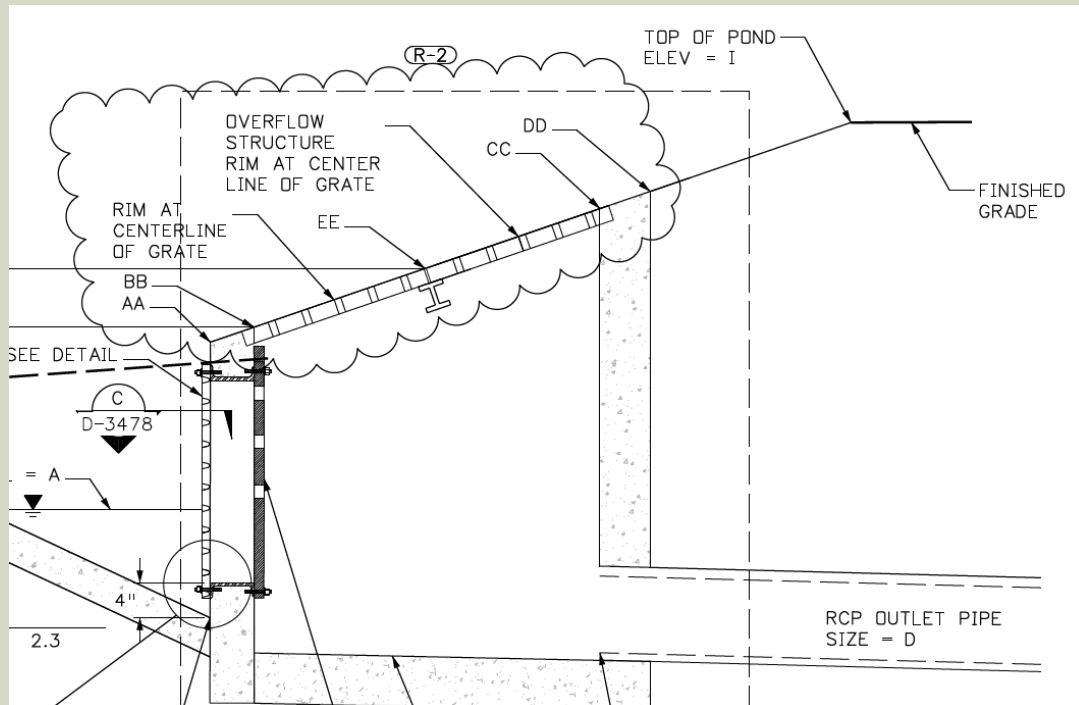 R-2
TOP OF POND
ELEV = I
OVERFLOW
STRUCTURE
RIM AT CENTER
LINE OF GRATE
DD
CC
FINISHED
GRADE
RIM AT
CENTERLINE
OF GRATE
EE
BB
AA
SEE DETAIL
C
D-3478
= A
4"
2.3
RCP OUTLET PIPE
SIZE = D